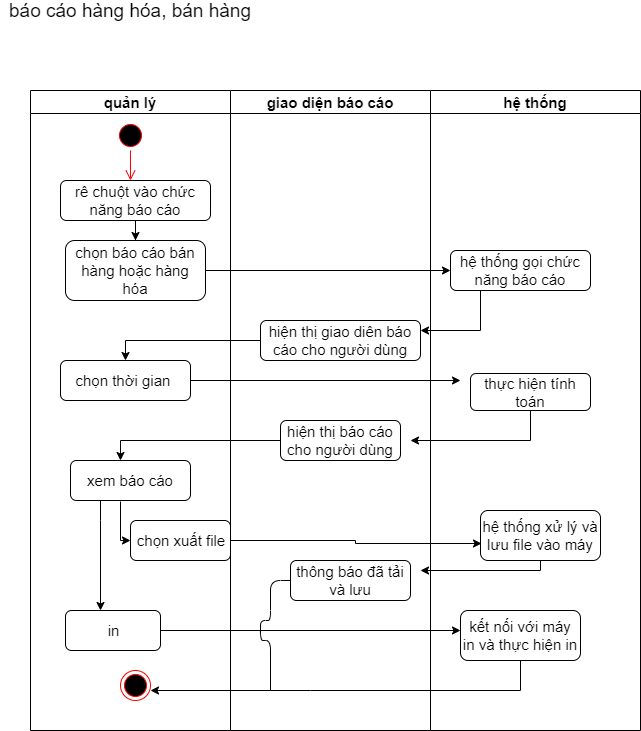 báo cáo hàng hóa, bán hàng
quản lý
giao diện báo cáo
hệ thống
rê chuột vào chức
năng báo cáo
chọn báo cáo bán
hàng hoặc hàng
hóa
hệ thống gọi chức
năng báo cáo
hiện thị giao diên báo
cáo cho người dùng
chọn thời gian
thực hiện tính
toán
hiện thị báo cáo
cho người dùng
xem báo cáo
chọn xuất file
hệ thống xử lý và
lưu file vào máy
thông báo đã tải
và lưu
in
kết nối với máy
in và thực hiện in